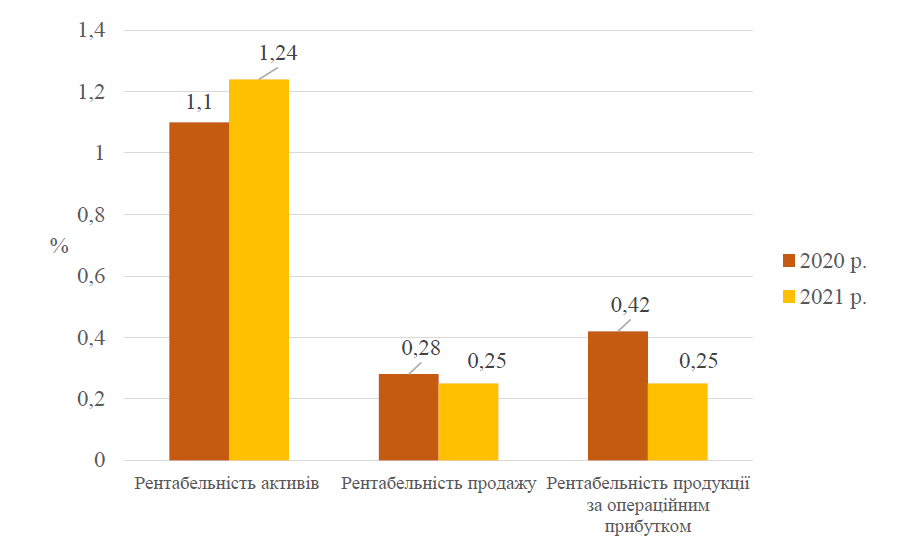 1,4
1,2
1
0,8
0,6
0,4
0,2
0
%
1,1
1,24
0,28
0,25
0,42
0,25
Рентабельність активів
Рентабельність продажу
Рентабельність продукції
за операційним
прибутком
2020 р.
2021 р.